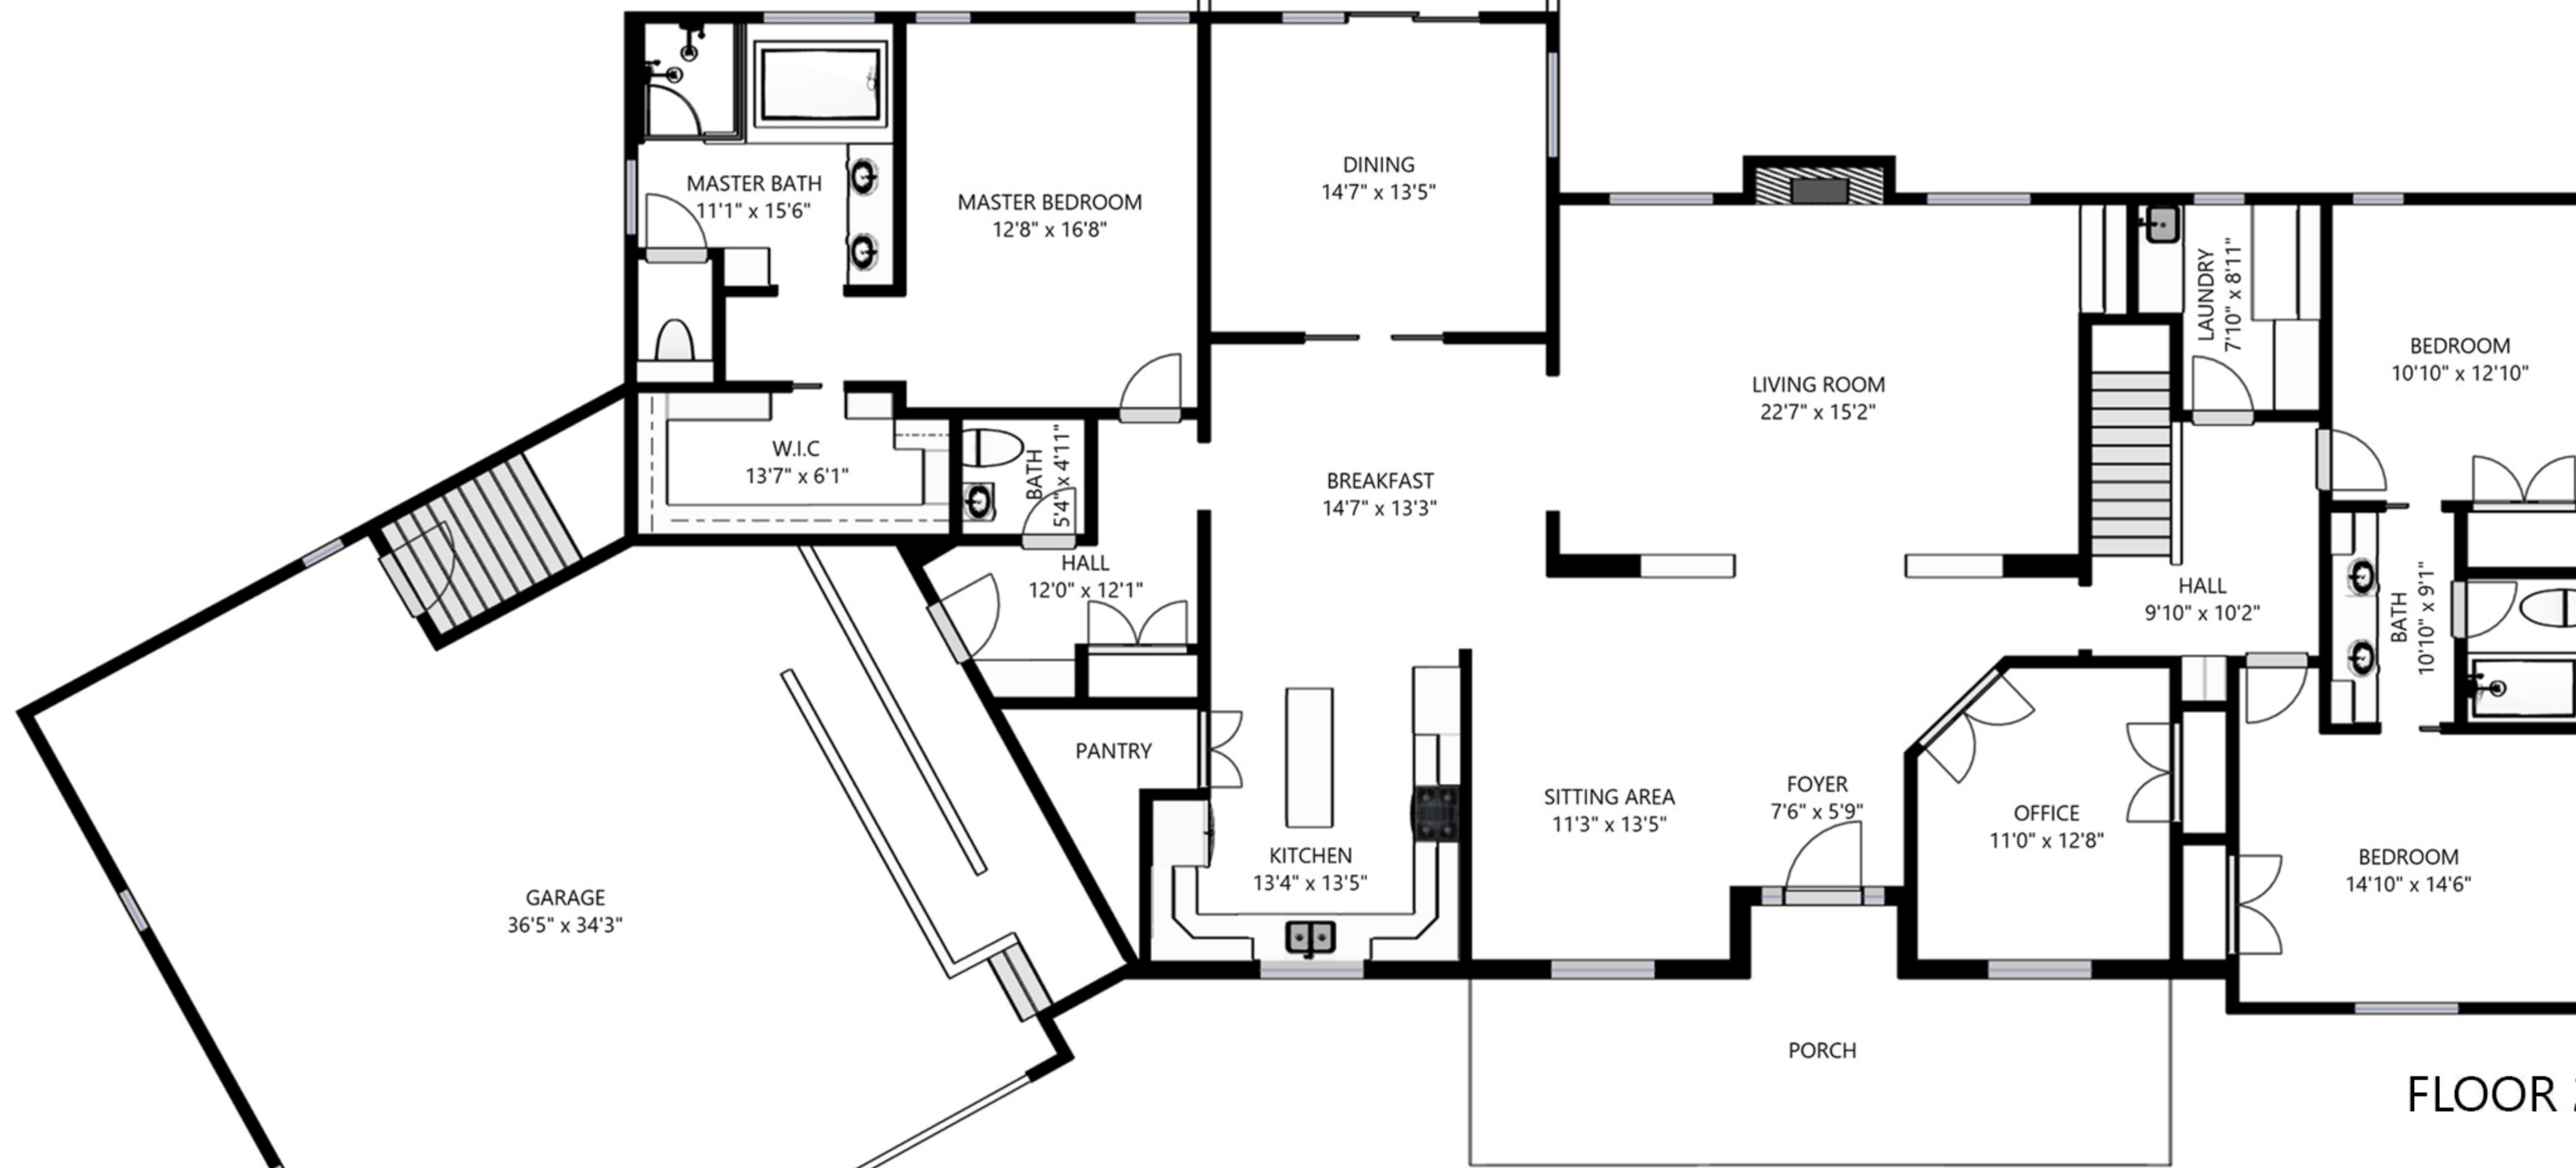 MASTER BATH
11'1" x 15'6"
MASTER BEDROOM
12'8" x 16'8"
DINING
14'7" x 13'5"
LIVING ROOM
22'7" x 15'2"
LAUNDRY
7'10" x 8'11"
BEDROOM
10'10" x 12'10"
W.I.C
13'7" x 6'1"
BATH
5'4" x 4'11"
BREAKFAST
14'7" x 13'3"
HALL
12'0" x 12'1"
HALL
9'10" x 10'2"
BATH
10'10" x 9'1"
PANTRY
SITTING AREA
11'3" x 13'5"
FOYER
7'6" x 5'9"
OFFICE
11'0" x 12'8"
KITCHEN
13'4" x 13'5"
BEDROOM
14'10" x 14'6"
GARAGE
36'5" x 34'3"
PORCH
FLOOR